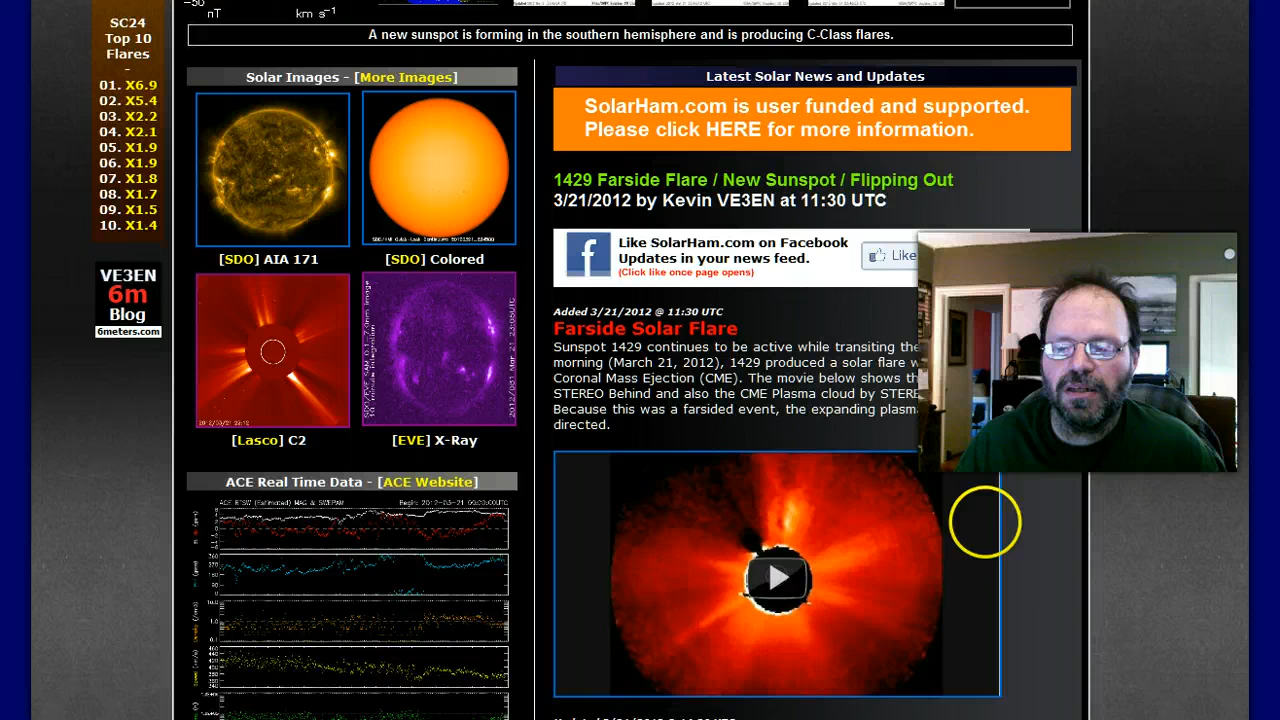 -50
nT
km s⁻¹
A new sunspot is forming in the southern hemisphere and is producing C-Class flares.
SC24
Top 10
Flares
-
01. X6.9
02. X5.4
03. X2.2
04. X2.1
05. X1.9
06. X1.9
07. X1.8
08. X1.7
09. X1.5
10. X1.4
VE3EN
6m
Blog
6meters.com
Solar Images - [More Images]
[SDO] AIA 171
[SDO] Colored
[Lasco] C2
[EVE] X-Ray
ACE Real Time Data - [ACE Website]
Latest Solar News and Updates
SolarHam.com is user funded and supported.
Please click HERE for more information.
1429 Farside Flare / New Sunspot / Flipping Out
3/21/2012 by Kevin VE3EN at 11:30 UTC
Like SolarHam.com on Facebook
Updates in your news feed.
(Click like once page opens)
Like
Added 3/21/2012 @ 11:30 UTC
Farside Solar Flare
Sunspot 1429 continues to be active while transiting the
morning (March 21, 2012), 1429 produced a solar flare
Coronal Mass Ejection (CME). The movie below shows
STEREO Behind and also the CME Plasma cloud by
Because this was a farsided event, the expanding
directed.